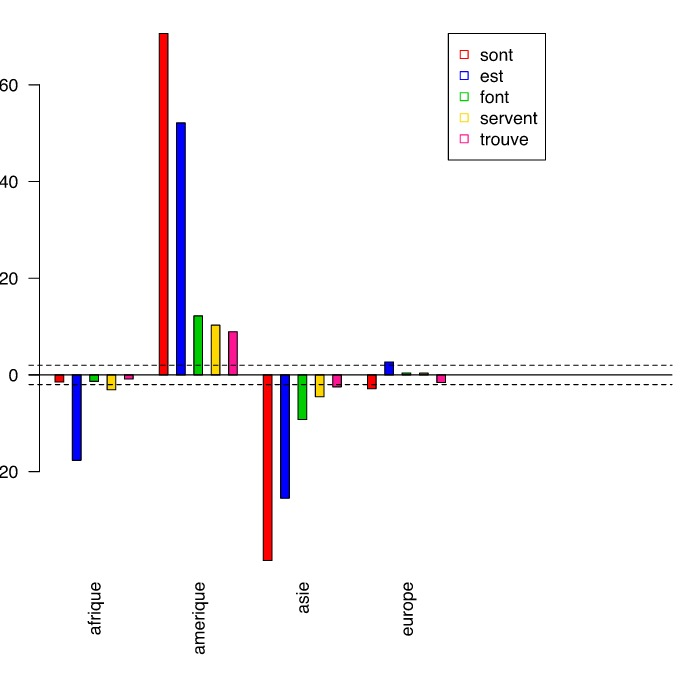 sont
est
font
servent
trouve
60
40
20
0
20
afrique
amerique
asie
europe